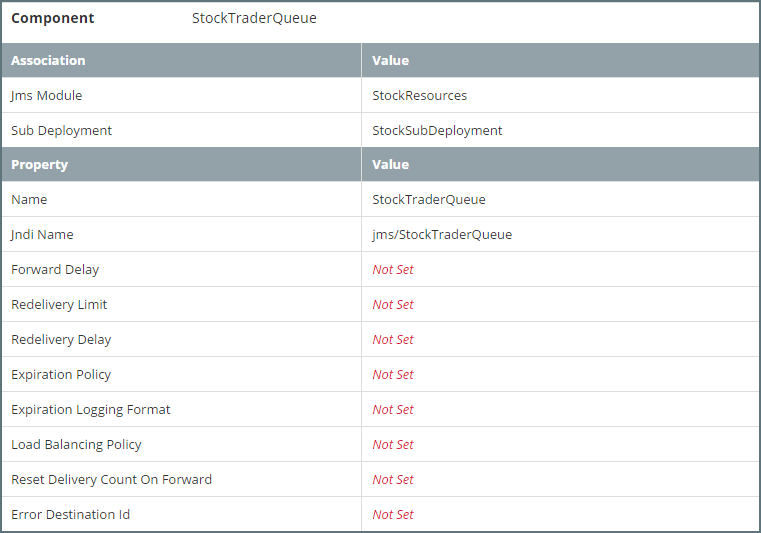 Component StockTraderQueue
Association Value
Jms Module StockResources
Sub Deployment StockSubDeployment
Property Value
Name StockTraderQueue
Jndi Name jms/StockTraderQueue
Forward Delay Not Set
Redelivery Limit Not Set
Redelivery Delay Not Set
Expiration Policy Not Set
Expiration Logging Format Not Set
Load Balancing Policy Not Set
Reset Delivery Count On Forward Not Set
Error Destination Id Not Set